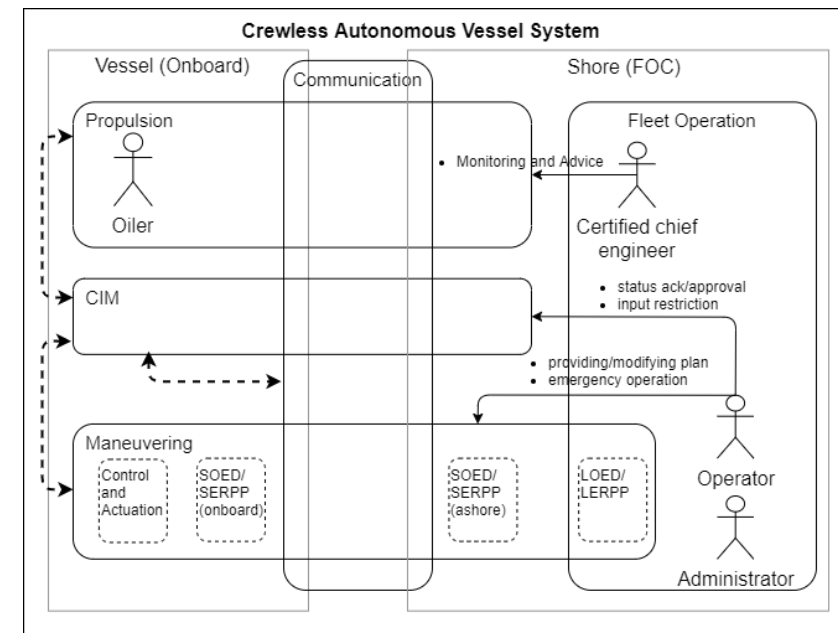 Crewless Autonomous Vessel System
Vessel (Onboard)
Communication
Shore (FOC)
Propulsion
Oiler
Fleet Operation
• Monitoring and Advice
Certified chief
engineer
CIM
• status ack/approval
• input restriction
• providing/modifying plan
• emergency operation
Maneuvering
Control
and
Actuation
SOED/
SERPP
(onboard)
SOED/
SERPP
(ashore)
LOED/
LERPP
Operator
Administrator